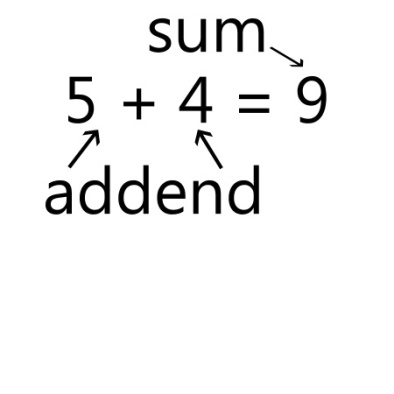 sum
5 + 4 = 9
addend